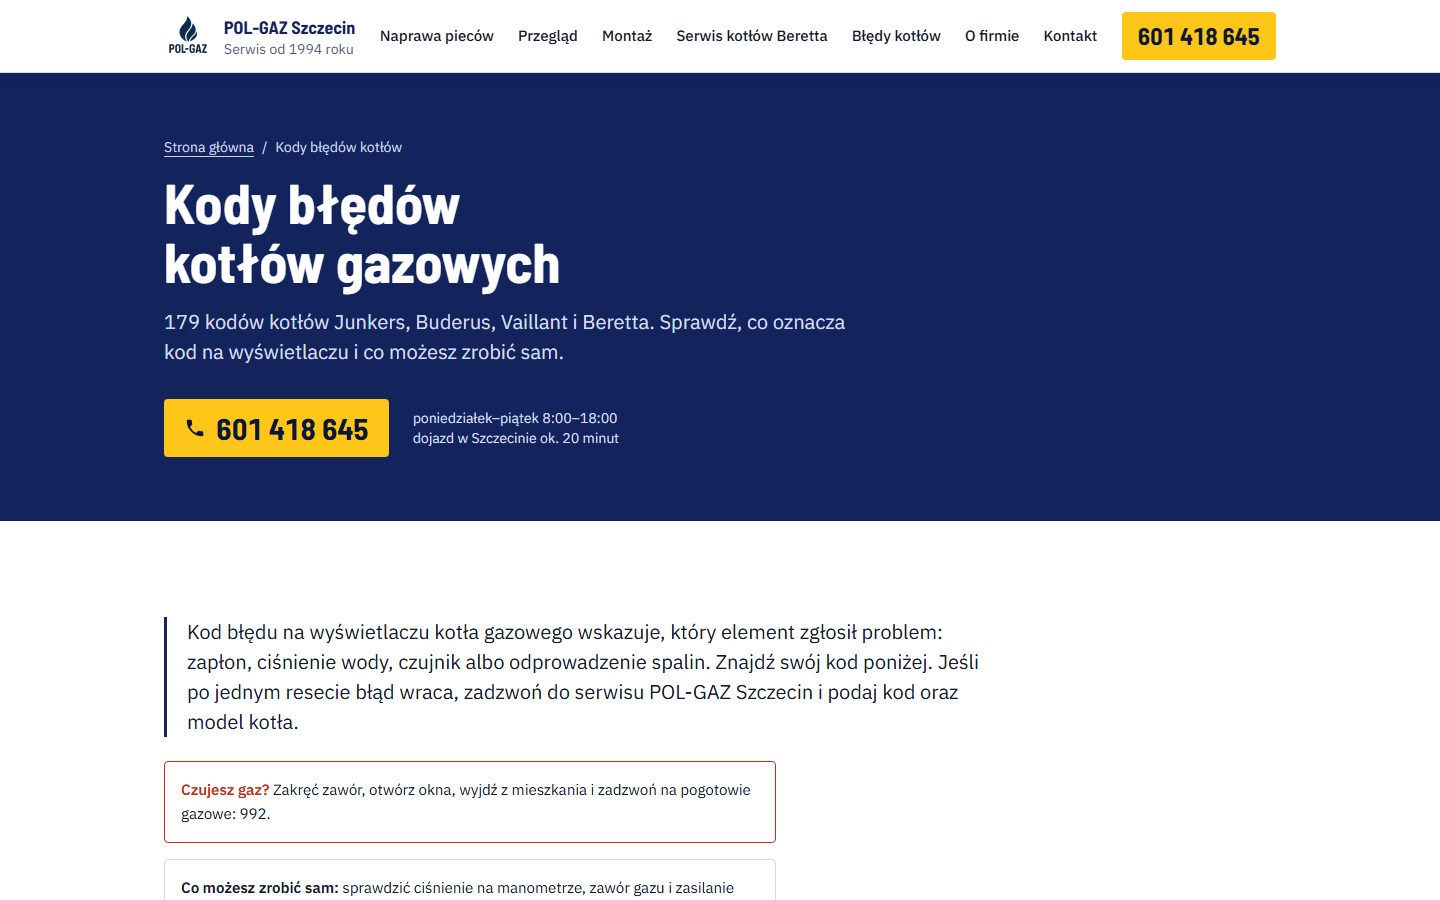 POL-GAZ
POL-GAZ Szczecin
Serwis od 1994 roku
Naprawa pieców
Przegląd
Montaż
Serwis kotłów Beretta
Błędy kotłów
O firmie
Kontakt
601 418 645
Strona główna / Kody błędów kotłów
Kody błędów
kotłów gazowych
179 kodów kotłów Junkers, Buderus, Vaillant i Beretta. Sprawdź, co oznacza
kod na wyświetlaczu i co możesz zrobić sam.
601 418 645
poniedziałek–piątek 8:00–18:00
dojazd w Szczecinie ok. 20 minut
Kod błędu na wyświetlaczu kotła gazowego wskazuje, który element zgłosił problem:
zapłon, ciśnienie wody, czujnik albo odprowadzenie spalin. Znajdź swój kod poniżej. Jeśli
po jednym resecie błąd wraca, zadzwoń do serwisu POL-GAZ Szczecin i podaj kod oraz
model kotła.
Czujesz gaz? Zakręć zawór, otwórz okna, wyjdź z mieszkania i zadzwoń na pogotowie
gazowe: 992.
Co możesz zrobić sam: sprawdzić ciśnienie na manometrze, zawór gazu i zasilanie